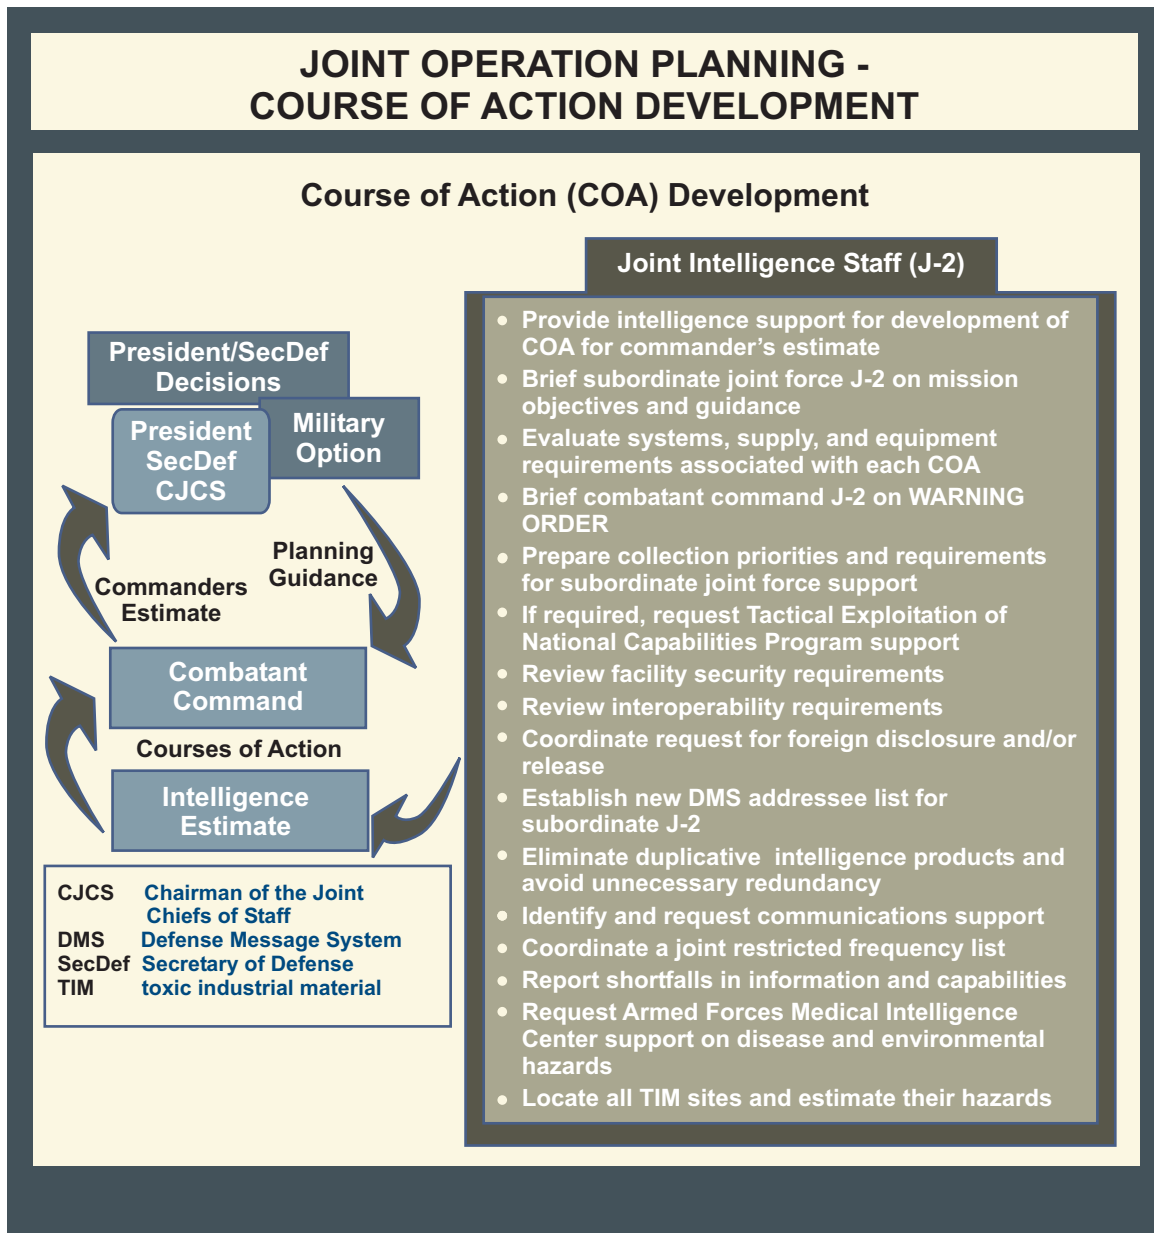 JOINT OPERATION PLANNING -
COURSE OF ACTION DEVELOPMENT
Course of Action (COA) Development
President/SecDef
Decisions
Military
Option
President
SecDef
CJCS
Planning
Guidance
Commanders
Estimate
Combatant
Command
Courses of Action
Intelligence
Estimate
CJCS Chairman of the Joint
Chiefs of Staff
DMS Defense Message System
SecDef Secretary of Defense
TIM toxic industrial material
Joint Intelligence Staff (J-2)
• Provide intelligence support for development of
COA for commander's estimate
• Brief subordinate joint force J-2 on mission
objectives and guidance
• Evaluate systems, supply, and equipment
requirements associated with each COA
• Brief combatant command J-2 on WARNING
ORDER
• Prepare collection priorities and requirements
for subordinate joint force support
• If required, request Tactical Exploitation of
National Capabilities Program support
• Review facility security requirements
• Review interoperability requirements
• Coordinate request for foreign disclosure and/or
release
• Establish new DMS addressee list for
subordinate J-2
• Eliminate duplicative intelligence products and
avoid unnecessary redundancy
• Identify and request communications support
• Coordinate a joint restricted frequency list
• Report shortfalls in information and capabilities
• Request Armed Forces Medical Intelligence
Center support on disease and environmental
hazards
• Locate all TIM sites and estimate their hazards